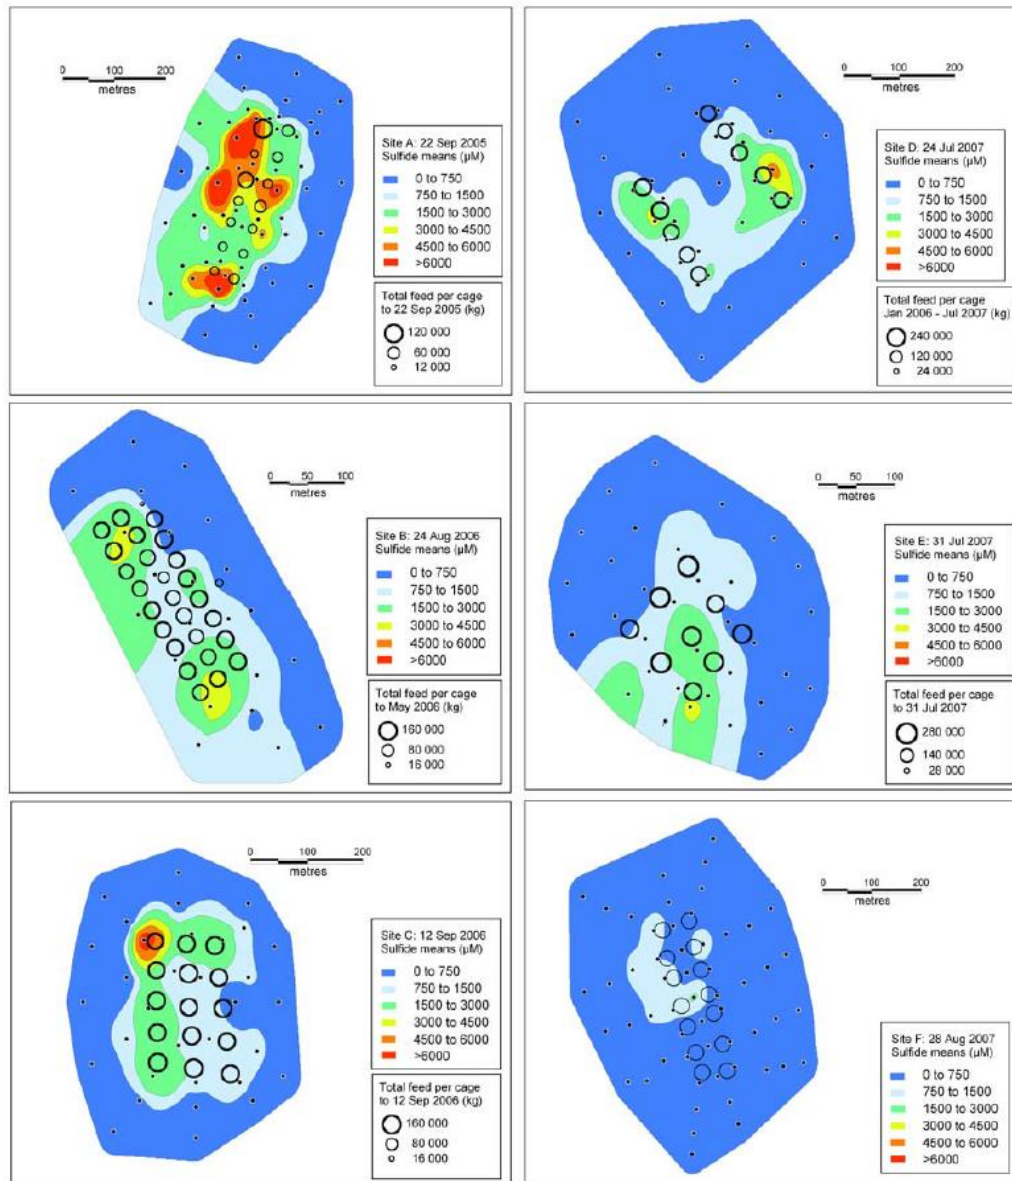 0 100 200
metres
Site A: 22 Sep 2005
Sulfide means (µM)
0 to 750
750 to 1500
1500 to 3000
3000 to 4500
4500 to 6000
>6000
Total feed per cage
to 22 Sep 2005 (kg)
120 000
60 000
12 000
0 100 200
metres
Site D: 24 Jul 2007
Sulfide means (µM)
0 to 750
750 to 1500
1500 to 3000
3000 to 4500
4500 to 6000
>6000
Total feed per cage
Jan 2006 - Jul 2007 (kg)
240 000
120 000
24 000
0 50 100
metres
Site B: 24 Aug 2006
Sulfide means (µM)
0 to 750
750 to 1500
1500 to 3000
3000 to 4500
4500 to 6000
>6000
Total feed per cage
to May 2006 (kg)
160 000
80 000
16 000
0 50 100
metres
Site E: 31 Jul 2007
Sulfide means (µM)
0 to 750
750 to 1500
1500 to 3000
3000 to 4500
4500 to 6000
>6000
Total feed per cage
to 31 Jul 2007
280 000
140 000
28 000
0 100 200
metres
Site C: 12 Sep 2006
Sulfide means (µM)
0 to 750
750 to 1500
1500 to 3000
3000 to 4500
4500 to 6000
>6000
Total feed per cage
to 12 Sep 2006 (kg)
160 000
80 000
16 000
0 100 200
metres
Site F: 28 Aug 2007
Sulfide means (µM)
0 to 750
750 to 1500
1500 to 3000
3000 to 4500
4500 to 6000
>6000